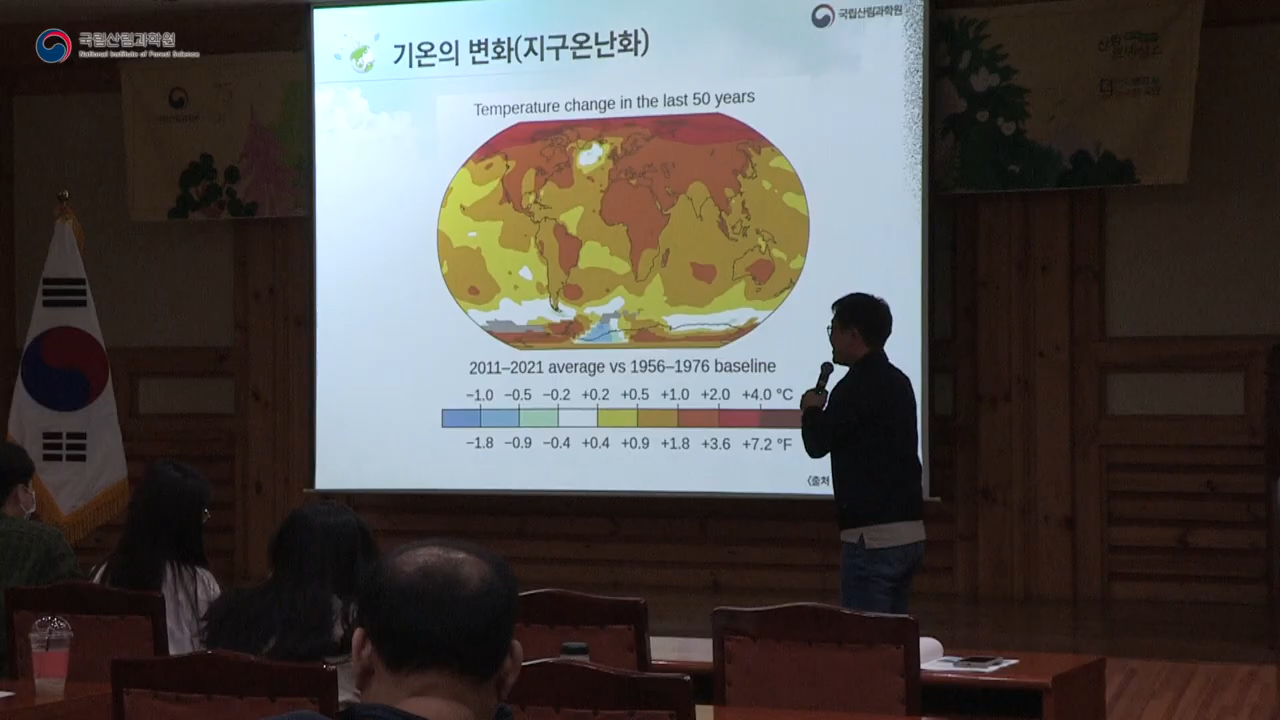 국립산림과학원
National Institute of Forest Science
국립산림과학원
기온의 변화(지구온난화)
Temperature change in the last 50 years
2011–2021 average vs 1956–1976 baseline
−1.0 −0.5 −0.2 +0.2 +0.5 +1.0 +2.0 +4.0 °C
−1.8 −0.9 −0.4 +0.4 +0.9 +1.8 +3.6 +7.2 °F
<출처